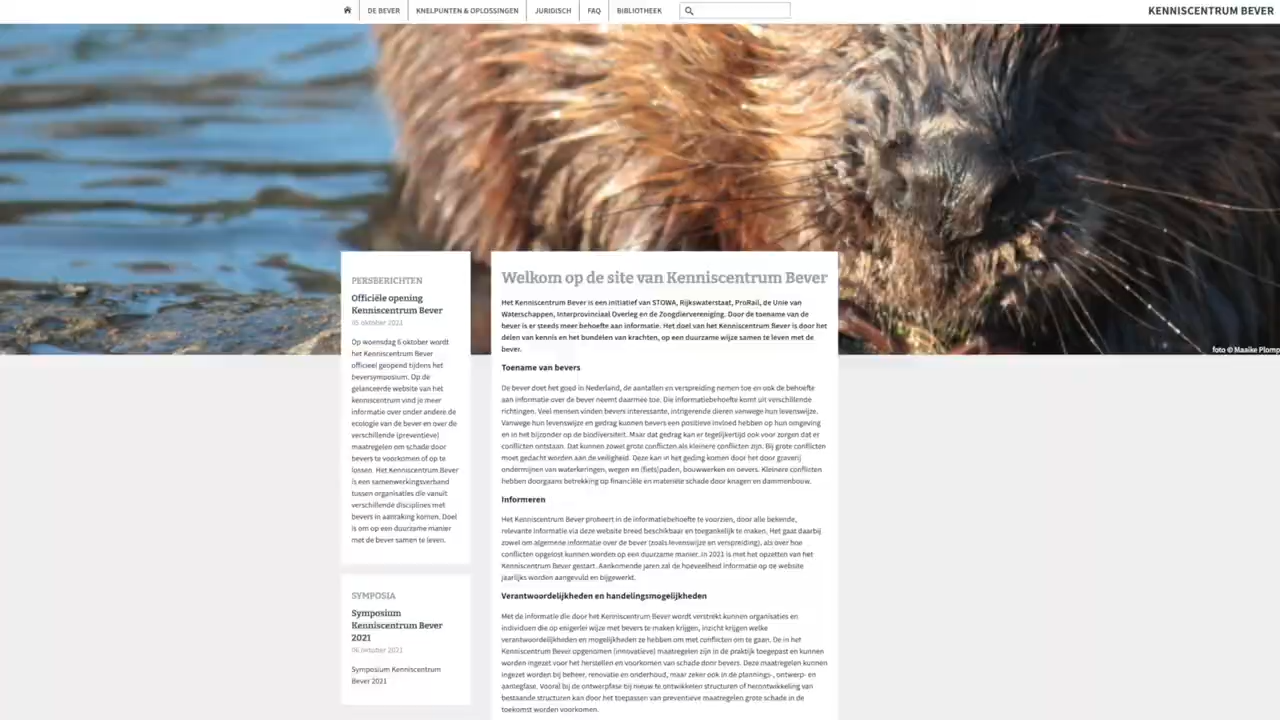 DE BEVER
KNELPUNTEN & OPLOSSINGEN
JURIDISCH
FAQ
BIBLIOTHEEK
KENNISCENTRUM BEVER
foto © Maaike Plomp
PERSBERICHTEN
Officiële opening
Kenniscentrum Bever
05 oktober 2021
Op woensdag 6 oktober wordt
het Kenniscentrum Bever
officieel geopend tijdens het
beversymposium. Op de
gelanceerde website van het
kenniscentrum vind je meer
informatie over onder andere de
ecologie van de bever en over de
verschillende (preventieve)
maatregelen om schade door
bevers te voorkomen of op te
lossen. Het Kenniscentrum Bever
is een samenwerkingsverband
tussen organisaties die vanuit
verschillende disciplines met
bevers in aanraking komen. Doel
is om op een duurzame manier
met de bever samen te leven.
SYMPOSIA
Symposium
Kenniscentrum Bever
2021
06 oktober 2021
Symposium Kenniscentrum
Bever 2021
Welkom op de site van Kenniscentrum Bever
Het Kenniscentrum Bever is een initiatief van STOWA, Rijkswaterstaat, ProRail, de Unie van
Waterschappen, Interprovinciaal Overleg en de Zoogdiervereniging. Door de toename van de
bever is er steeds meer behoefte aan informatie. Het doel van het Kenniscentrum Bever is door het
delen van kennis en het bundelen van krachten, op een duurzame wijze samen te leven met de
bever.
Toename van bevers
De bever doet het goed in Nederland, de aantallen en verspreiding nemen toe en ook de behoefte
aan informatie over de bever neemt daarmee toe. Die informatiebehoefte komt uit verschillende
richtingen. Veel mensen vinden bevers interessante, intrigerende dieren vanwege hun levenswijze.
Vanwege hun levenswijze en gedrag kunnen bevers een positieve invloed hebben op hun omgeving
en in het bijzonder op de biodiversiteit. Maar dat gedrag kan er tegelijkertijd ook voor zorgen dat er
conflicten ontstaan. Dat kunnen zowel grote conflicten als kleinere conflicten zijn. Bij grote conflicten
moet gedacht worden aan de veiligheid. Deze kan in het geding komen door het door graverij
ondermijnen van waterkeringen, wegen en (fiets)paden, bouwwerken en oevers. Kleinere conflicten
hebben doorgaans betrekking op financiële en materiële schade door knagen en dammenbouw.
Informeren
Het Kenniscentrum Bever probeert in de informatiebehoefte te voorzien, door alle bekende,
relevante informatie via deze website breed beschikbaar en toegankelijk te maken. Het gaat daarbij
zowel om algemene informatie over de bever (zoals levenswijze en verspreiding), als over hoe
conflicten opgelost kunnen worden op een duurzame manier. In 2021 is met het opzetten van het
Kenniscentrum Bever gestart. Aankomende jaren zal de hoeveelheid informatie op de website
jaarlijks worden aangevuld en bijgewerkt.
Verantwoordelijkheden en handelingsmogelijkheden
Met de informatie die door het Kenniscentrum Bever wordt verstrekt kunnen organisaties en
individuen die op enigerlei wijze met bevers te maken krijgen, inzicht krijgen welke
verantwoordelijkheden en mogelijkheden ze hebben om met conflicten om te gaan. De in het
Kenniscentrum Bever opgenomen (innovatieve) maatregelen zijn in de praktijk toegepast en kunnen
worden ingezet voor het herstellen en voorkomen van schade door bevers. Deze maatregelen kunnen
ingezet worden bij beheer, renovatie en onderhoud, maar zeker ook in de plannings-, ontwerp- en
aanlegfase. Vooral bij de ontwerpfase bij nieuw te ontwikkelen structuren of herontwikkeling van
bestaande structuren kan door het toepassen van preventieve maatregelen grote schade in de
toekomst worden voorkomen.